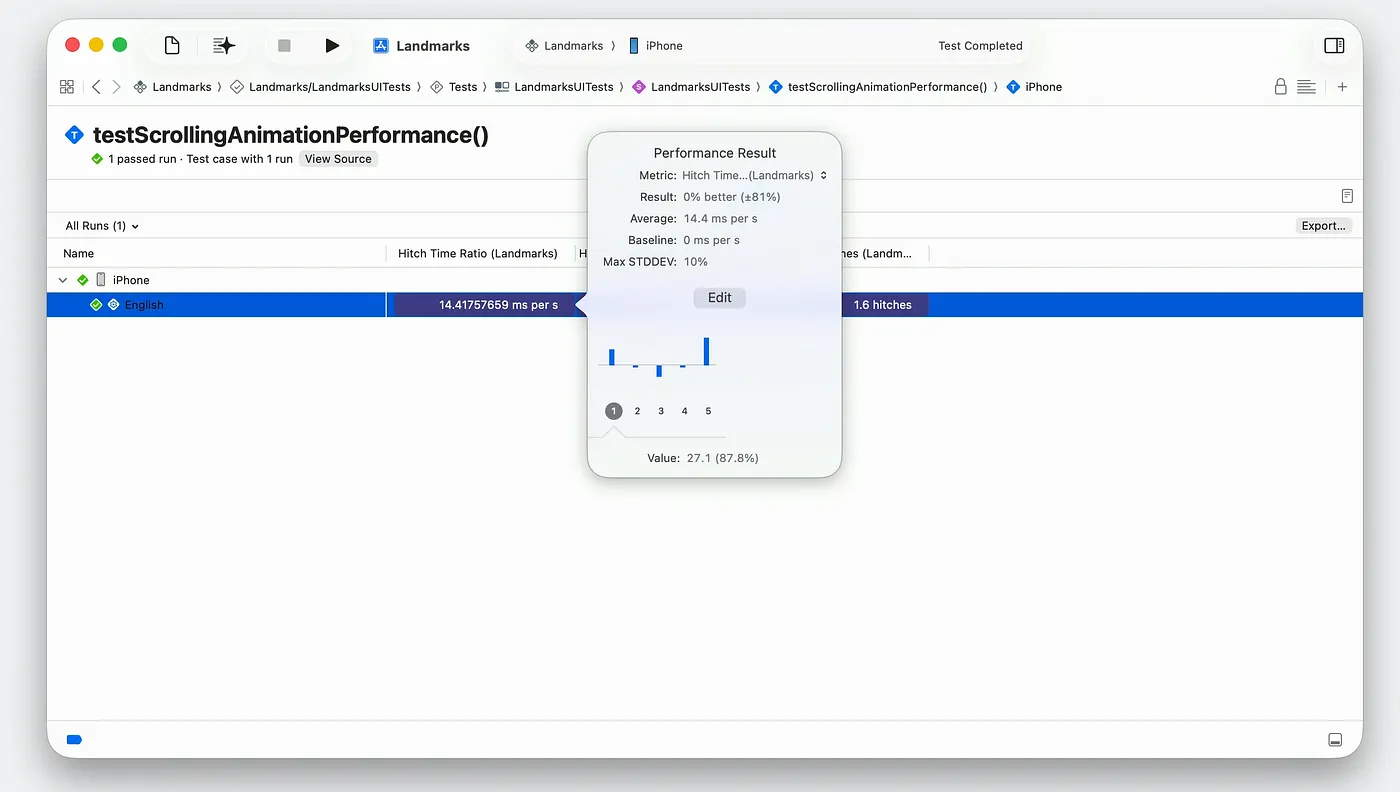 Landmarks
Landmarks 〉 iPhone
Test Completed
Landmarks 〉 Landmarks/LandmarksUITests 〉 Tests 〉 LandmarksUITests 〉 LandmarksUITests 〉 testScrollingAnimationPerformance() 〉 iPhone
testScrollingAnimationPerformance()
1 passed run · Test case with 1 run View Source
All Runs (1)
Export...
Name
Hitch Time Ratio (Landmarks)
H
es (Landm...
iPhone
English
14.41757659 ms per s
1.6 hitches
Performance Result
Metric: Hitch Time...(Landmarks)
Result: 0% better (±81%)
Average: 14.4 ms per s
Baseline: 0 ms per s
Max STDDEV: 10%
Edit
1 2 3 4 5
Value: 27.1 (87.8%)